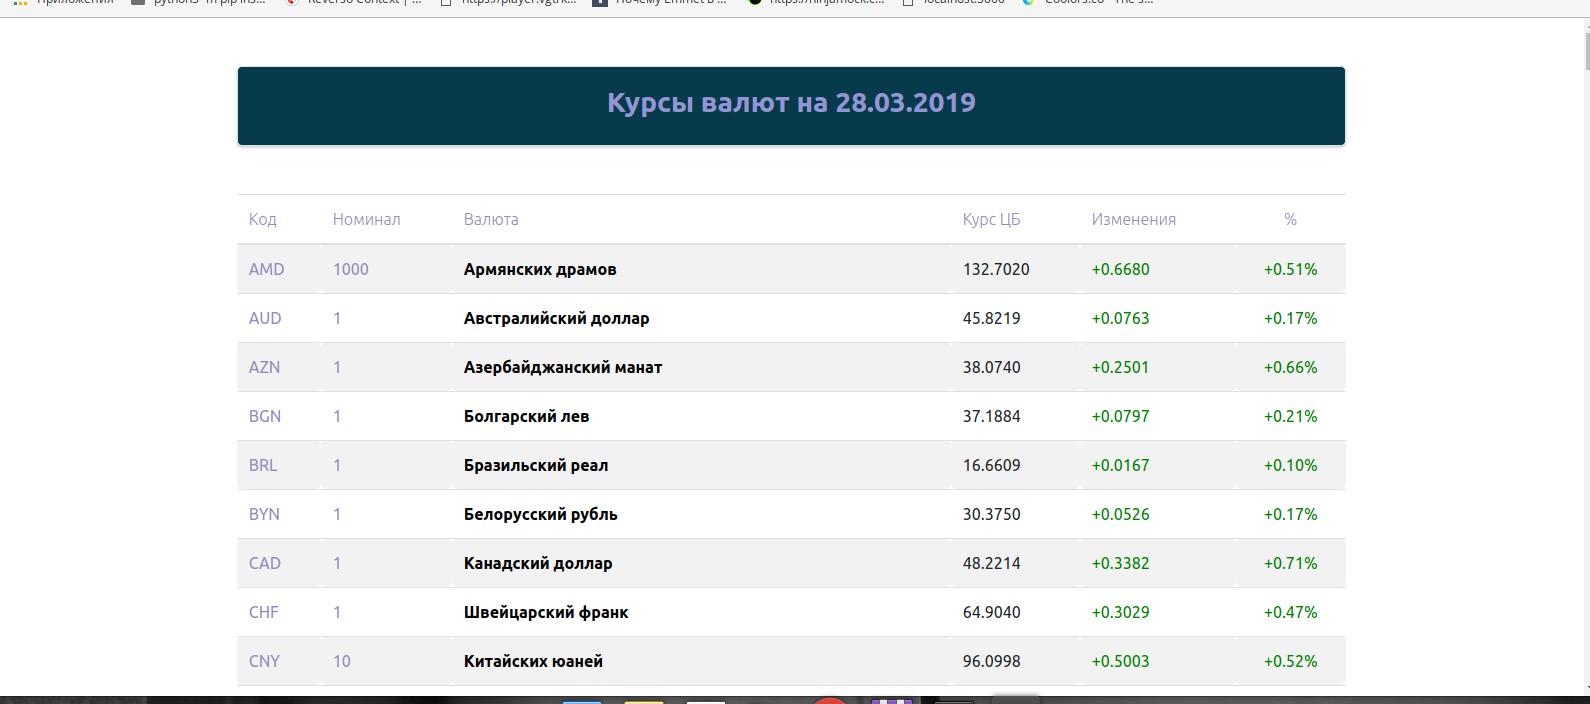 Приложения python3 -m pip ins... Reverso Context | ... https://player.vgtrk... Почему Emmet в ... https://ninjamock.c... localhost:3000 Coolors.co - The s...
Курсы валют на 28.03.2019
Код Номинал Валюта Курс ЦБ Изменения %
AMD 1000 Армянских драмов 132.7020 +0.6680 +0.51%
AUD 1 Австралийский доллар 45.8219 +0.0763 +0.17%
AZN 1 Азербайджанский манат 38.0740 +0.2501 +0.66%
BGN 1 Болгарский лев 37.1884 +0.0797 +0.21%
BRL 1 Бразильский реал 16.6609 +0.0167 +0.10%
BYN 1 Белорусский рубль 30.3750 +0.0526 +0.17%
CAD 1 Канадский доллар 48.2214 +0.3382 +0.71%
CHF 1 Швейцарский франк 64.9040 +0.3029 +0.47%
CNY 10 Китайских юаней 96.0998 +0.5003 +0.52%